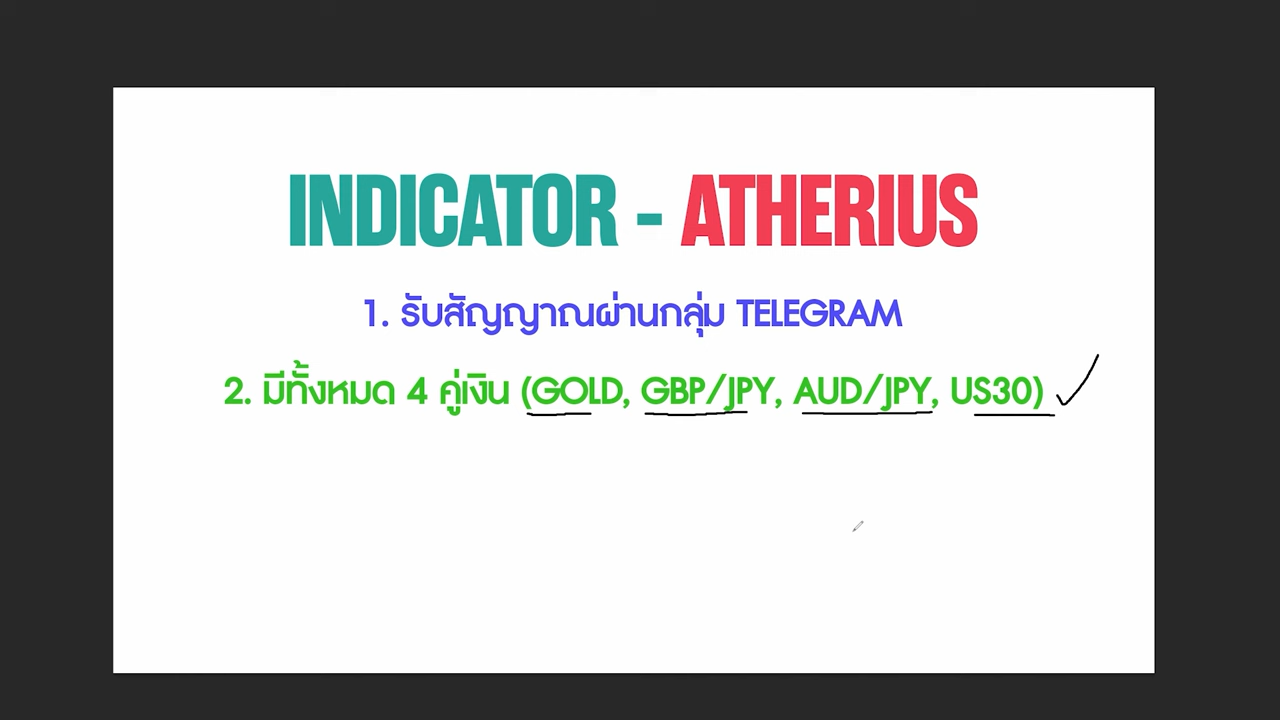 INDICATOR - ATHERIUS
1. รับสัญญาณผ่านกลุ่ม TELEGRAM
2. มีทั้งหมด 4 คู่เงิน (GOLD, GBP/JPY, AUD/JPY, US30)